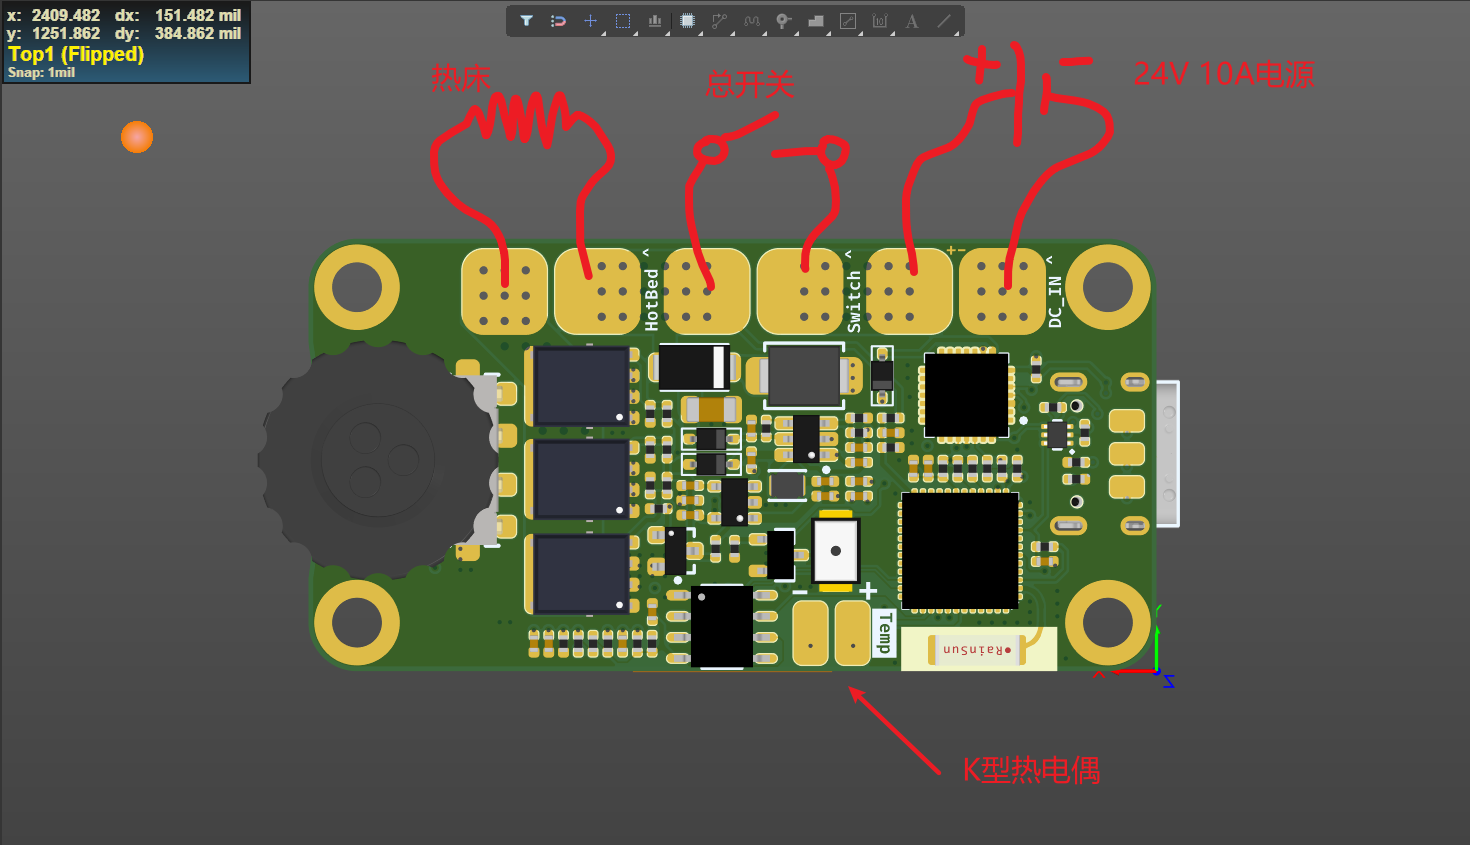 x: 2409.482 dx: 151.482 mil
y: 1251.862 dy: 384.862 mil
Top1 (Flipped)
Snap: 1mil
热床
总开关
+ −
24V 10A电源
HotBed <
Switch <
+-
DC_IN <
− +
Temp
RainSun
Z
K型热电偶